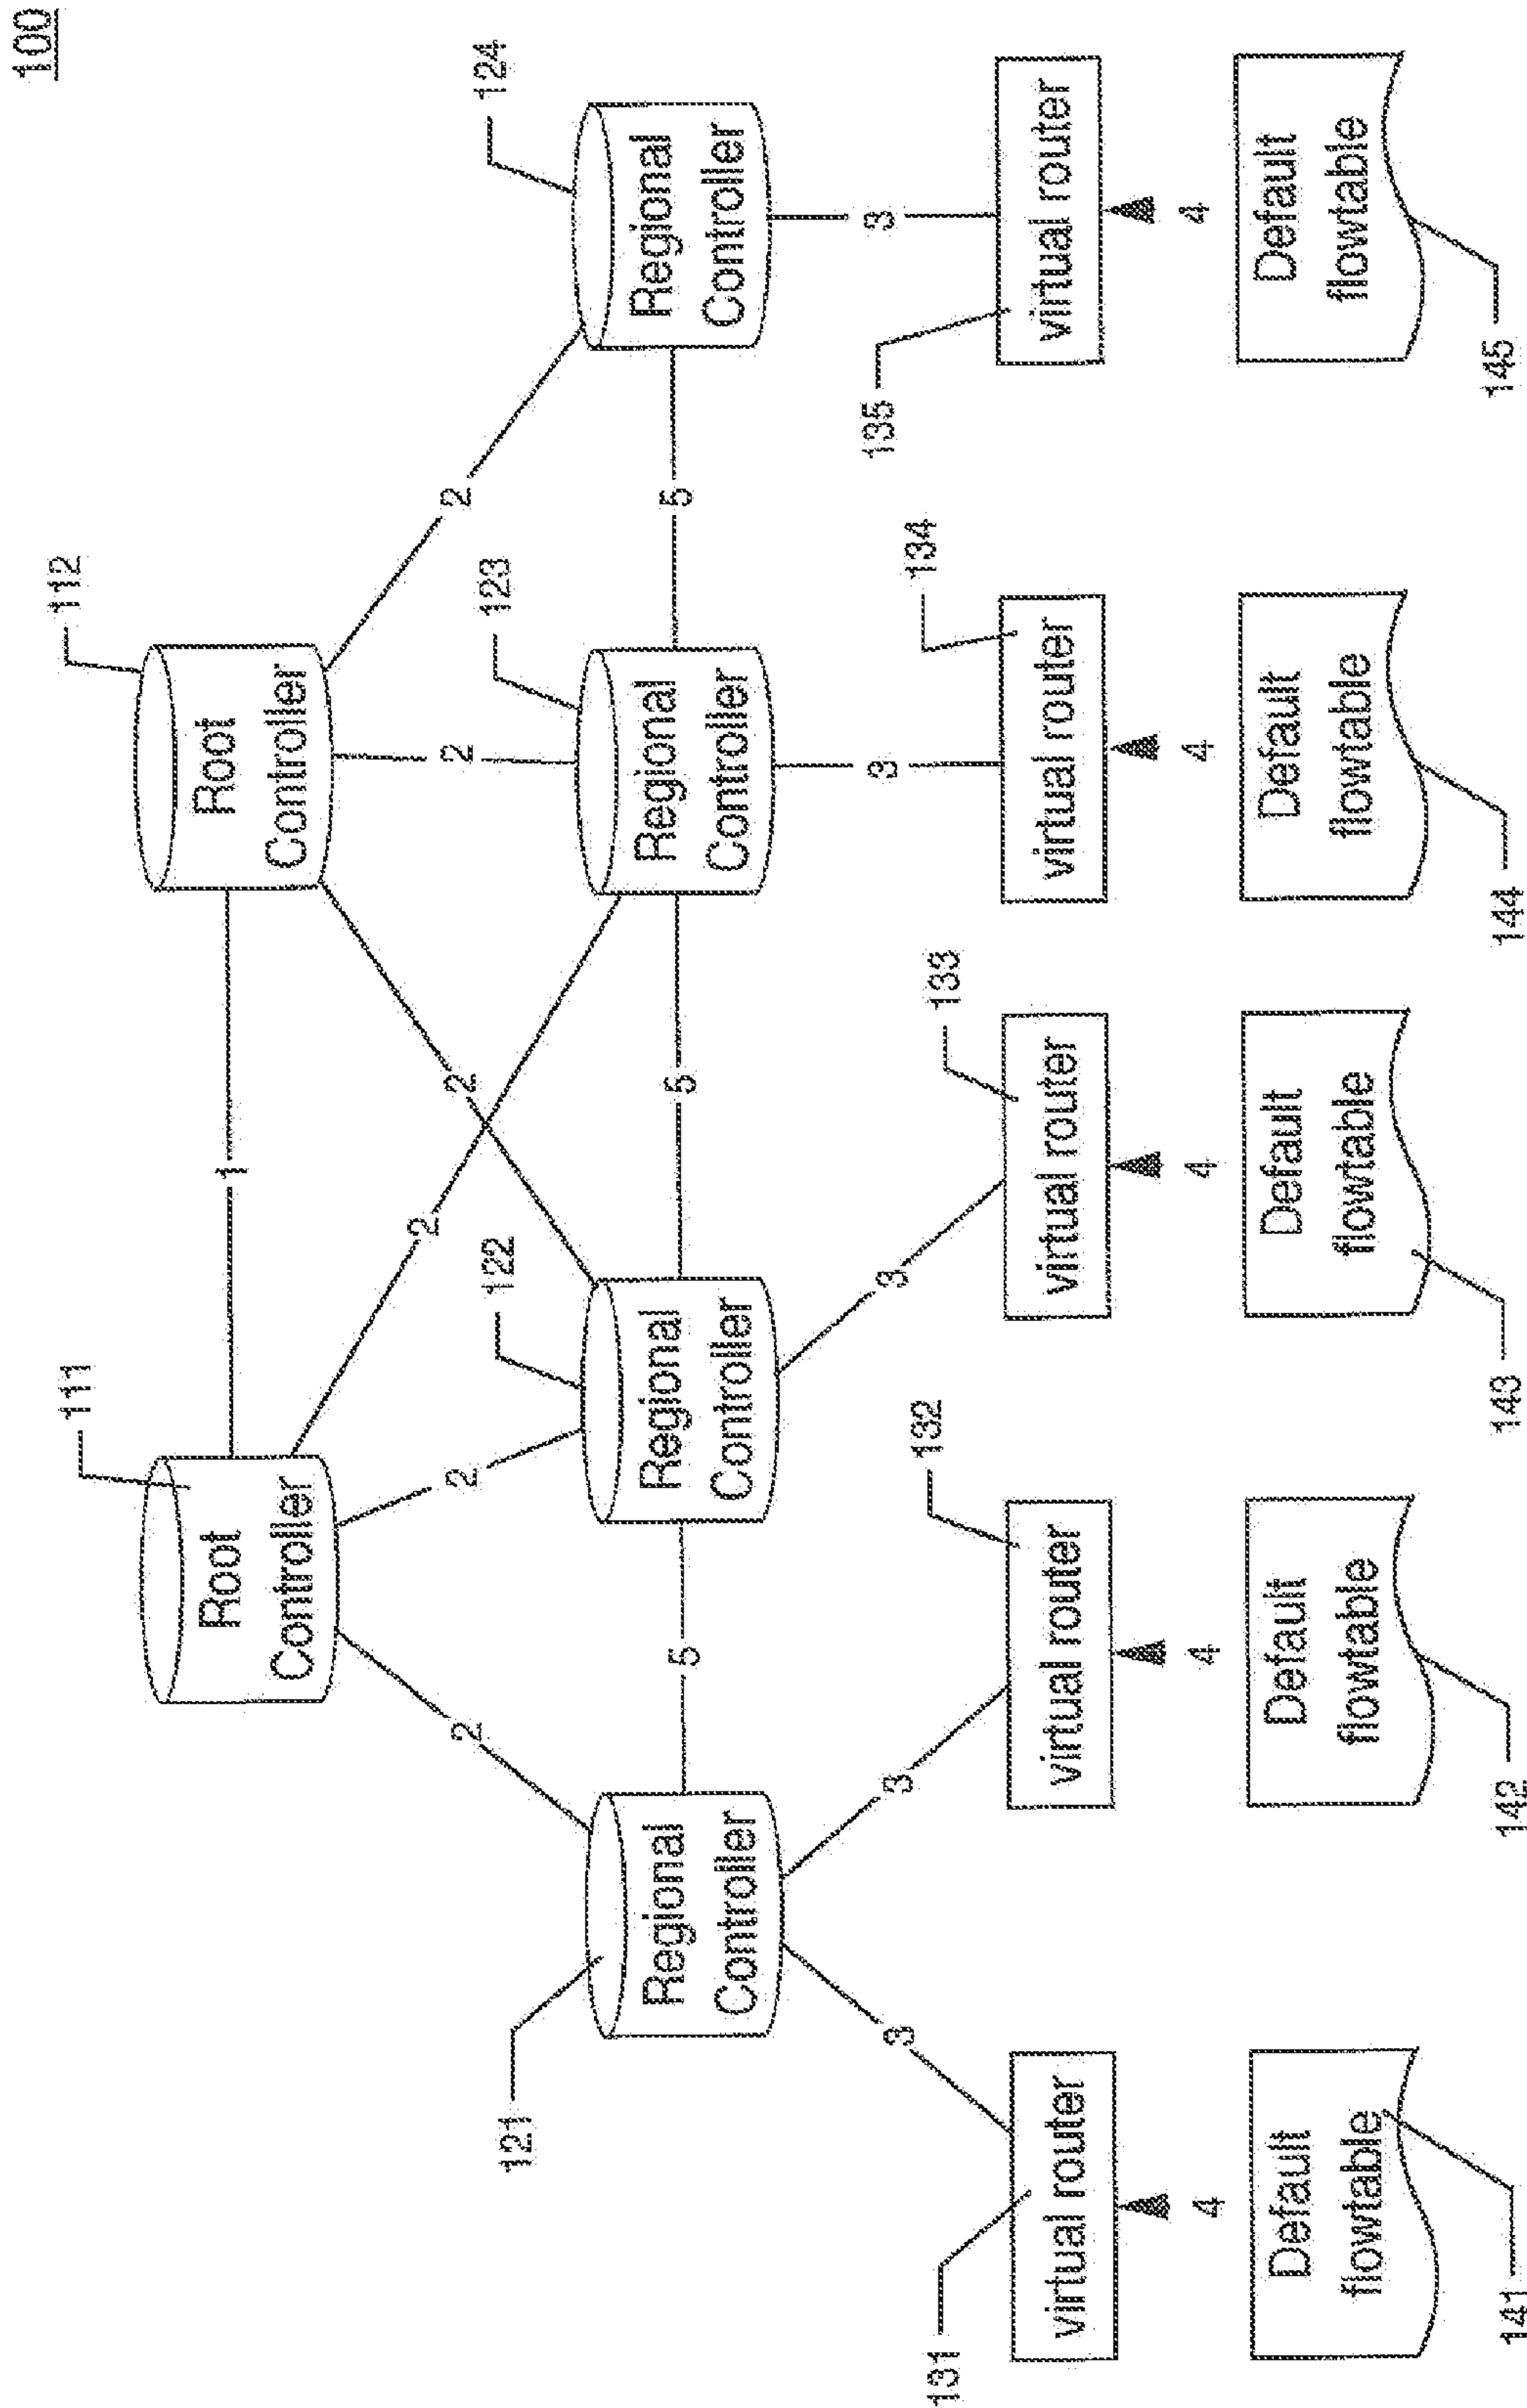 100
111
112
Root
Controller
Root
Controller
1
2
2
2
2
2
2
121
122
123
124
Regional
Controller
Regional
Controller
Regional
Controller
Regional
Controller
5
5
5
3
3
3
3
3
131
132
133
134
135
virtual router
virtual router
virtual router
virtual router
virtual router
4
4
4
4
4
Default
flowtable
Default
flowtable
Default
flowtable
Default
flowtable
Default
flowtable
141
142
143
144
145